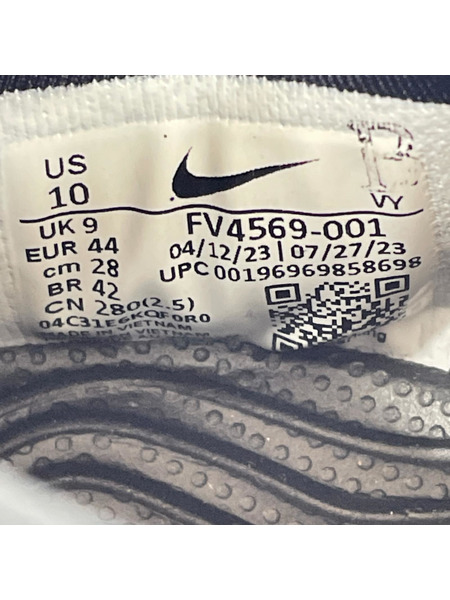 US
10
VY
UK 9
EUR 44
cm 28
BR 42
CN 280(2.5)
FV4569-001
04/12/23 | 07/27/23
UPC 00196969858698
MADE IN VIETNAM